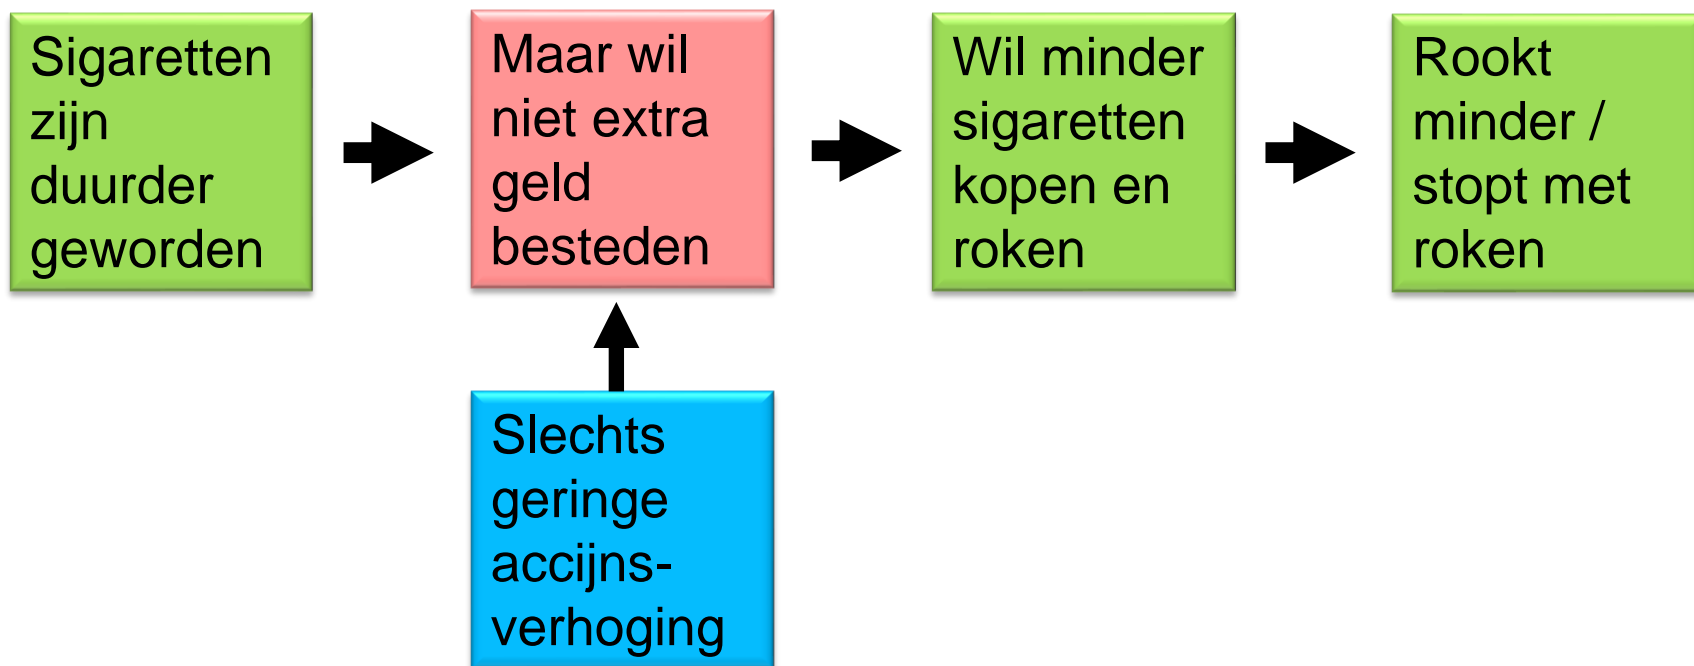 Sigaretten
zijn
duurder
geworden
Maar wil
niet extra
geld
besteden
Wil minder
sigaretten
kopen en
roken
Rookt
minder /
stopt met
roken
Slechts
geringe
accijns-
verhoging